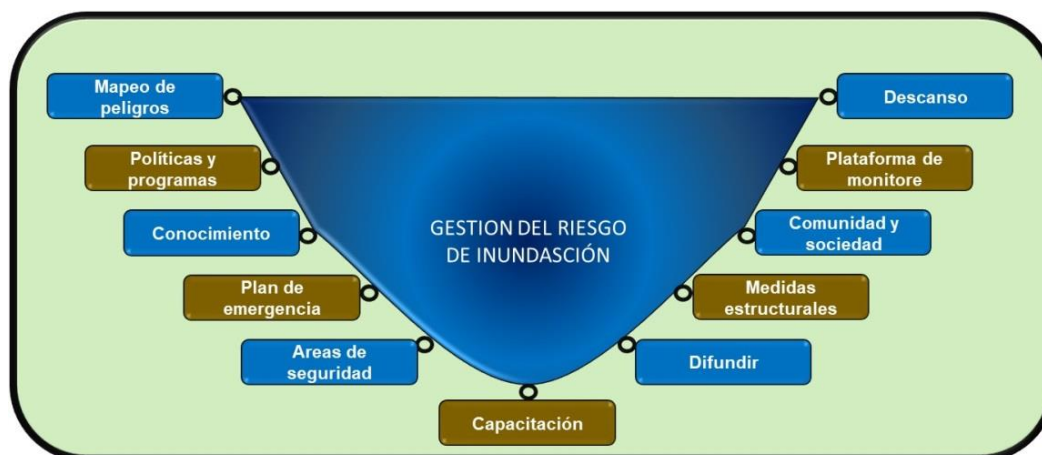 Mapeo de
peligros
Descanso
Políticas y
programas
Plataforma de
monitore
Conocimiento
Comunidad y
sociedad
GESTION DEL RIESGO
DE INUNDASCIÓN
Plan de
emergencia
Medidas
estructurales
Areas de
seguridad
Difundir
Capacitación